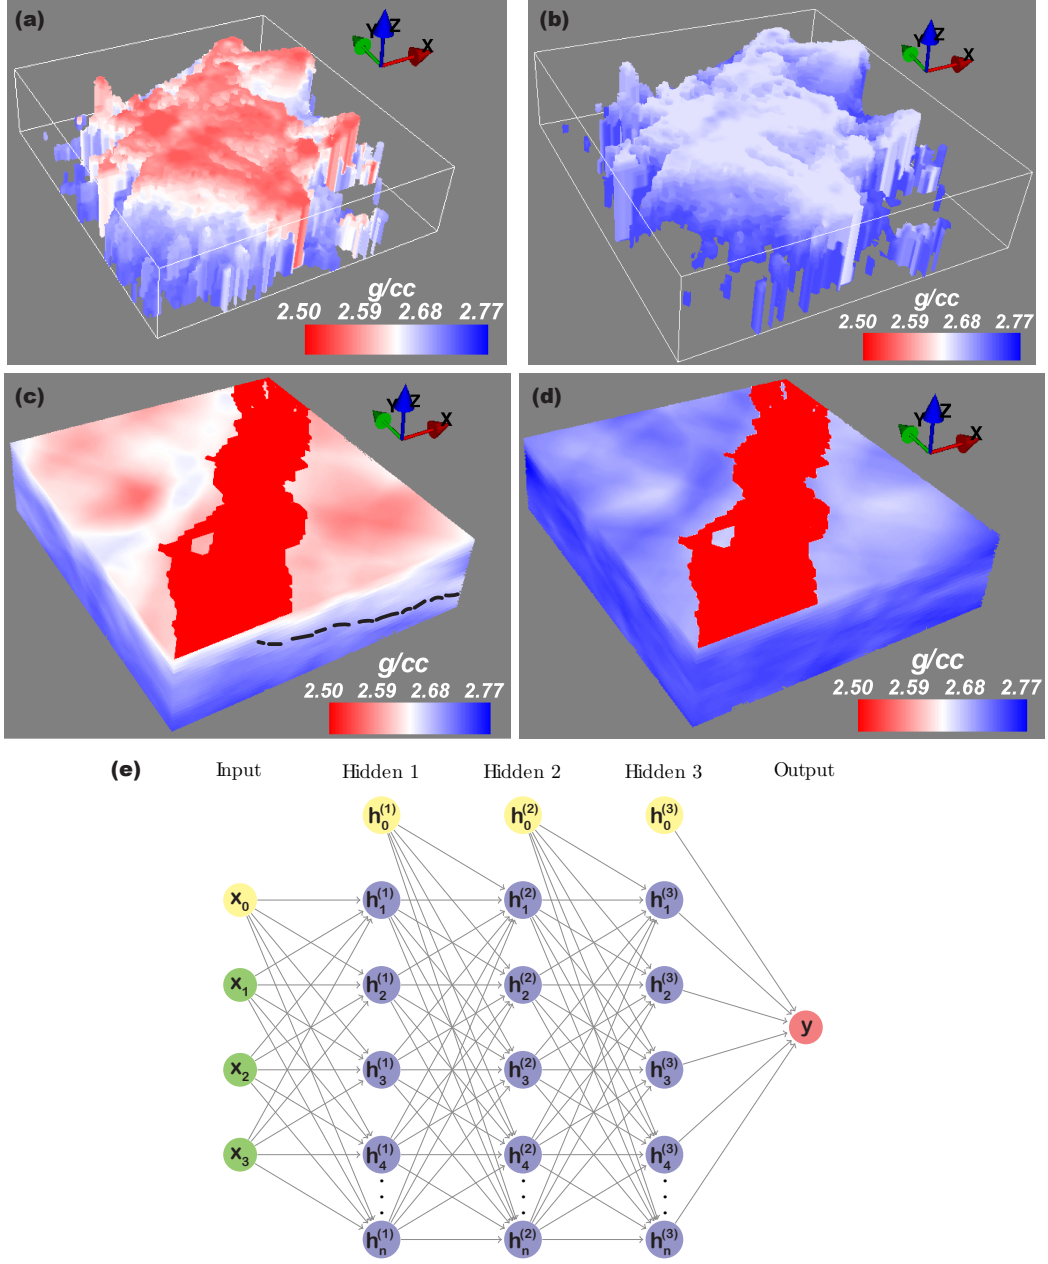 (a)
Y Z X
g/cc
2.50 2.59 2.68 2.77
(b)
Y Z X
g/cc
2.50 2.59 2.68 2.77
(c)
Y Z X
g/cc
2.50 2.59 2.68 2.77
(d)
Y Z X
g/cc
2.50 2.59 2.68 2.77
(e) Input Hidden 1 Hidden 2 Hidden 3 Output
h₀⁽¹⁾ h₀⁽²⁾ h₀⁽³⁾
x₀ h₁⁽¹⁾ h₁⁽²⁾ h₁⁽³⁾
x₁ h₂⁽¹⁾ h₂⁽²⁾ h₂⁽³⁾
y
x₂ h₃⁽¹⁾ h₃⁽²⁾ h₃⁽³⁾
x₃ h₄⁽¹⁾ h₄⁽²⁾ h₄⁽³⁾
hₙ⁽¹⁾ hₙ⁽²⁾ hₙ⁽³⁾